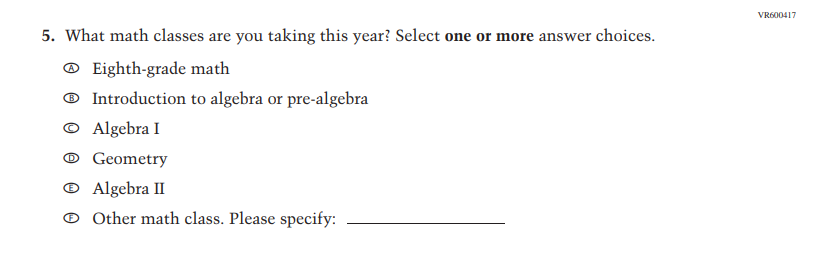 VR600417
5. What math classes are you taking this year? Select one or more answer choices.
A Eighth-grade math
B Introduction to algebra or pre-algebra
C Algebra I
D Geometry
E Algebra II
F Other math class. Please specify: